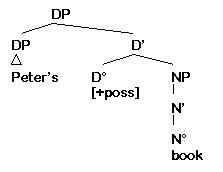 DP
DP D'
Peter's D° NP
[+poss]
N'
N°
book